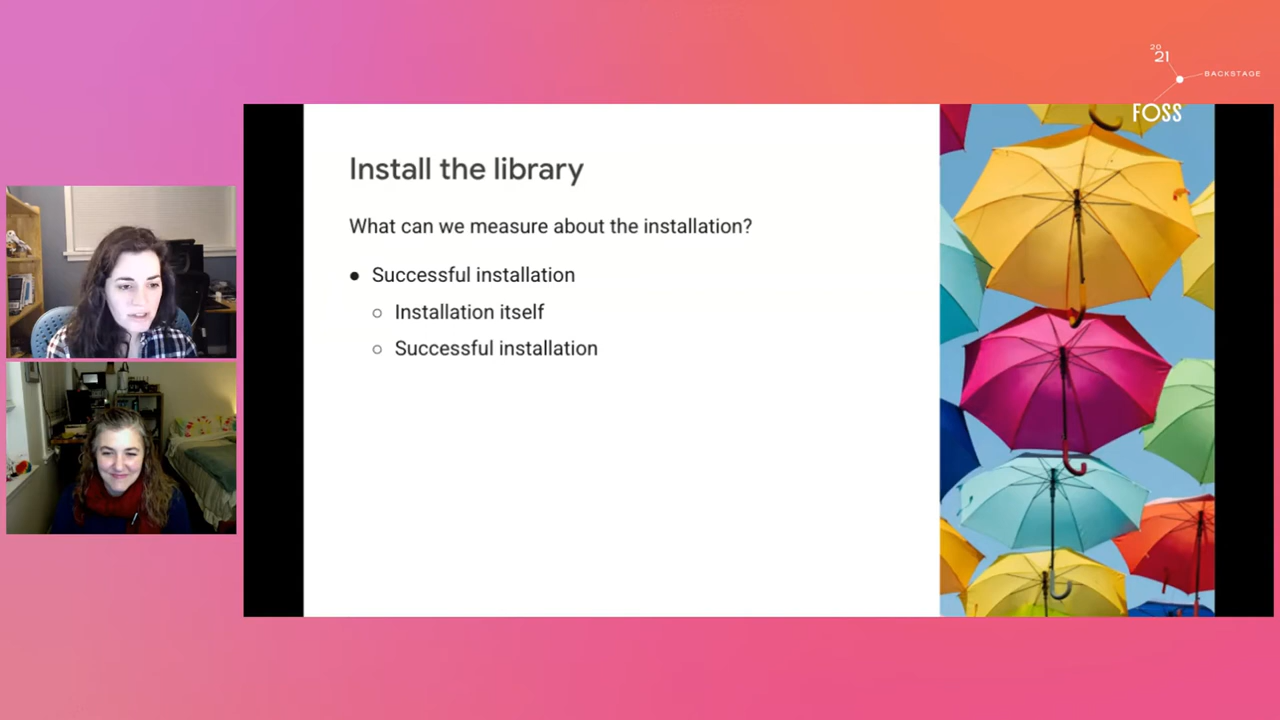 20
21
BACKSTAGE
FOSS
Install the library
What can we measure about the installation?
● Successful installation
○ Installation itself
○ Successful installation